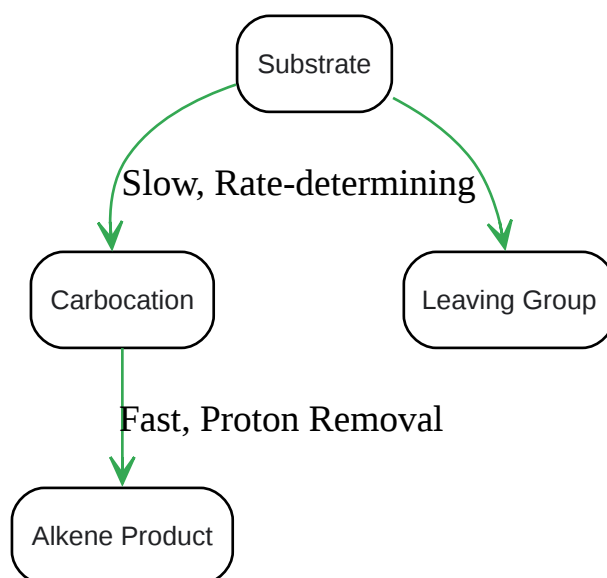 Substrate
Slow, Rate-determining
Carbocation
Leaving Group
Fast, Proton Removal
Alkene Product